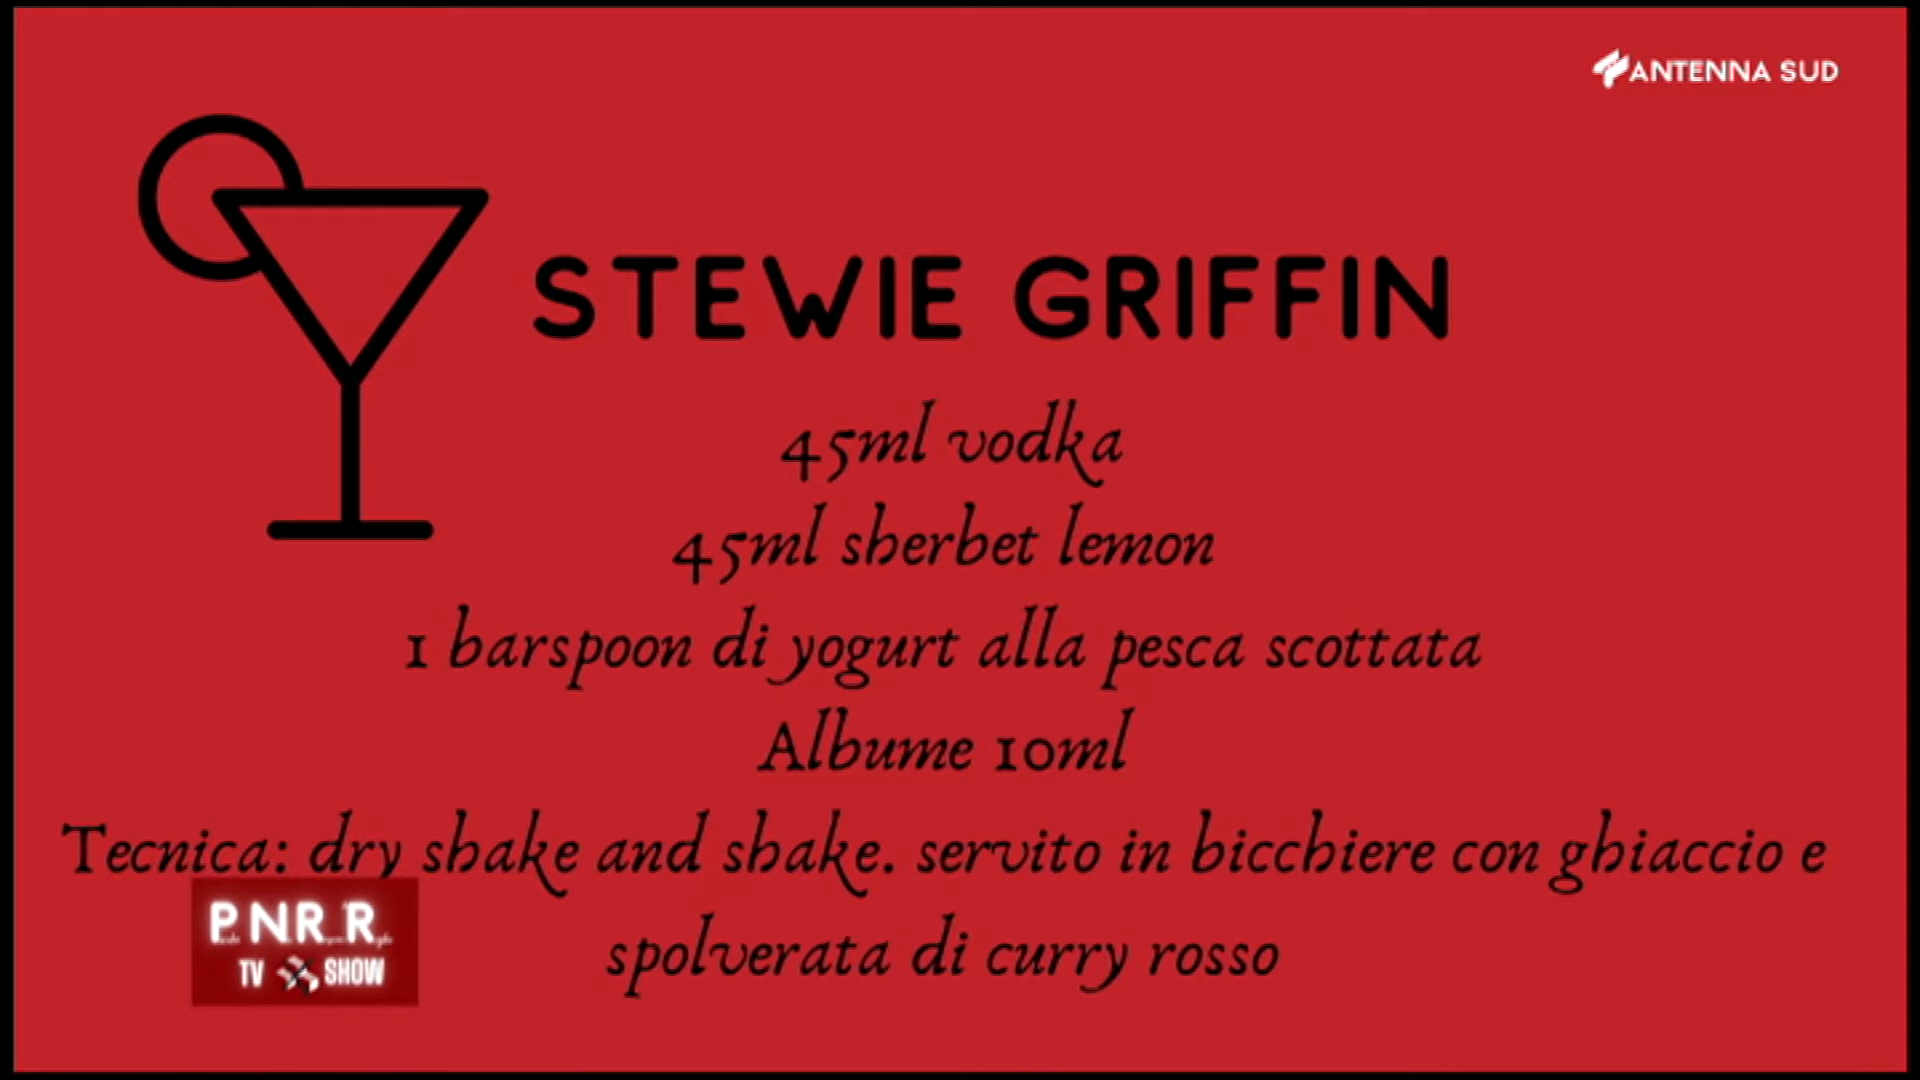 ANTENNA SUD
STEWIE GRIFFIN
45ml vodka
45ml sherbet lemon
1 barspoon di yogurt alla pesca scottata
Albume 10ml
Tecnica: dry shake and shake. servito in bicchiere con ghiaccio e
spolverata di curry rosso
P. N.R..R.
TV SHOW